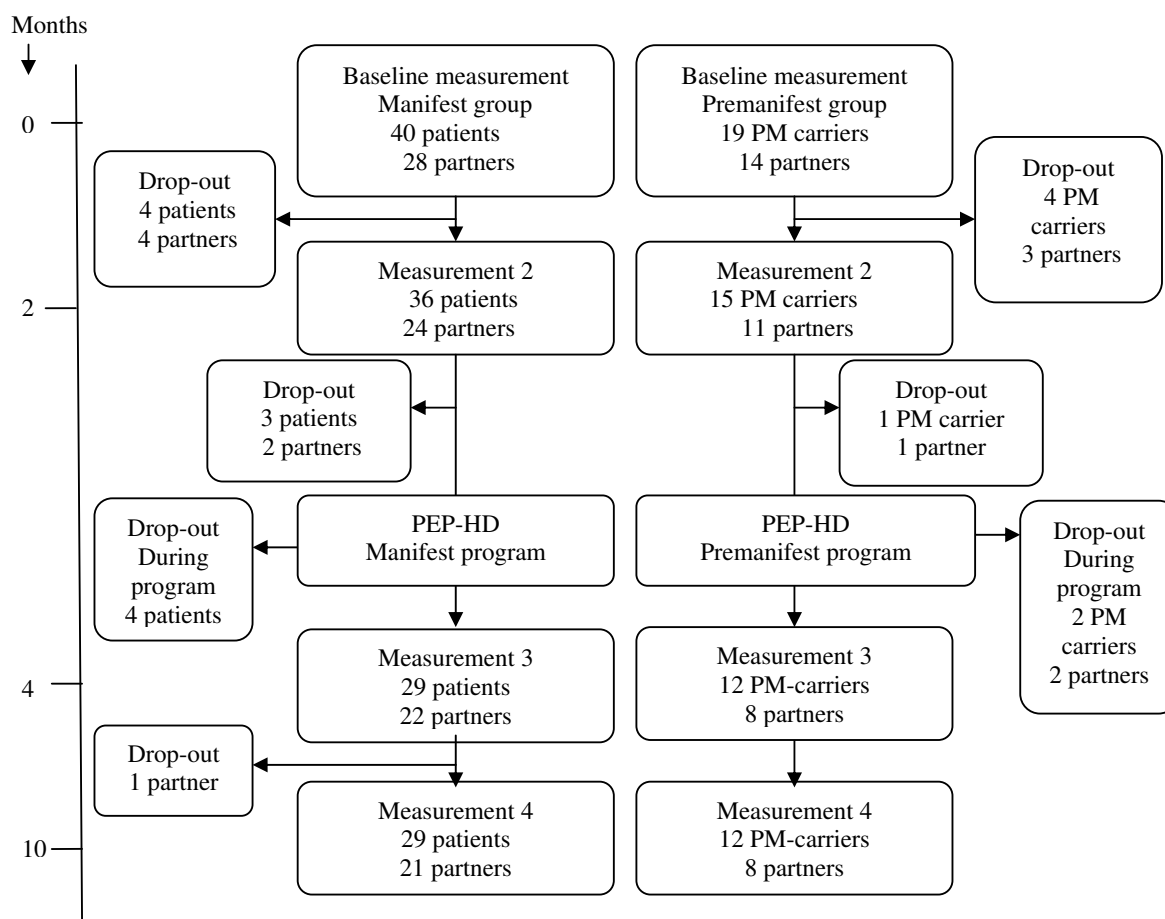 Months
Baseline measurement
Manifest group
40 patients
28 partners
Baseline measurement
Premanifest group
19 PM carriers
14 partners
0
Drop-out
4 patients
4 partners
Drop-out
4 PM
carriers
3 partners
Measurement 2
36 patients
24 partners
Measurement 2
15 PM carriers
11 partners
2
Drop-out
3 patients
2 partners
Drop-out
1 PM carrier
1 partner
Drop-out
During
program
4 patients
PEP-HD
Manifest program
PEP-HD
Premanifest program
Drop-out
During
program
2 PM
carriers
2 partners
Measurement 3
29 patients
22 partners
Measurement 3
12 PM-carriers
8 partners
4
Drop-out
1 partner
Measurement 4
29 patients
21 partners
Measurement 4
12 PM-carriers
8 partners
10